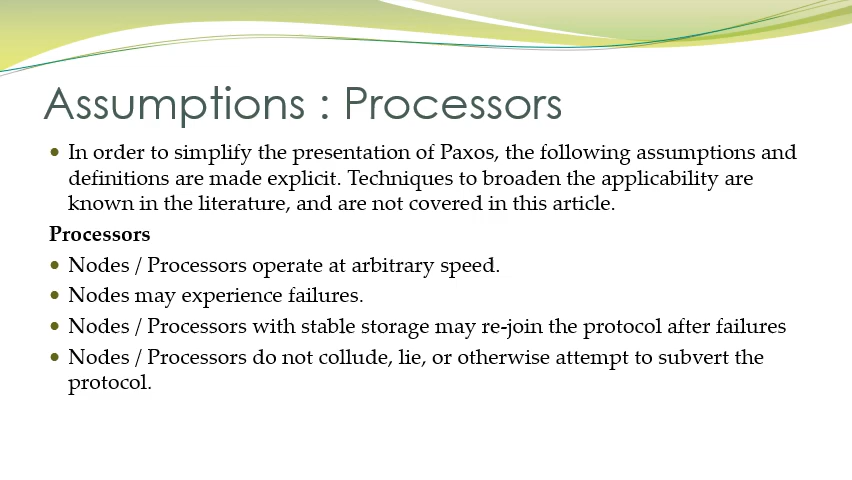 Assumptions : Processors
• In order to simplify the presentation of Paxos, the following assumptions and
definitions are made explicit. Techniques to broaden the applicability are
known in the literature, and are not covered in this article.
Processors
• Nodes / Processors operate at arbitrary speed.
• Nodes may experience failures.
• Nodes / Processors with stable storage may re-join the protocol after failures
• Nodes / Processors do not collude, lie, or otherwise attempt to subvert the
protocol.